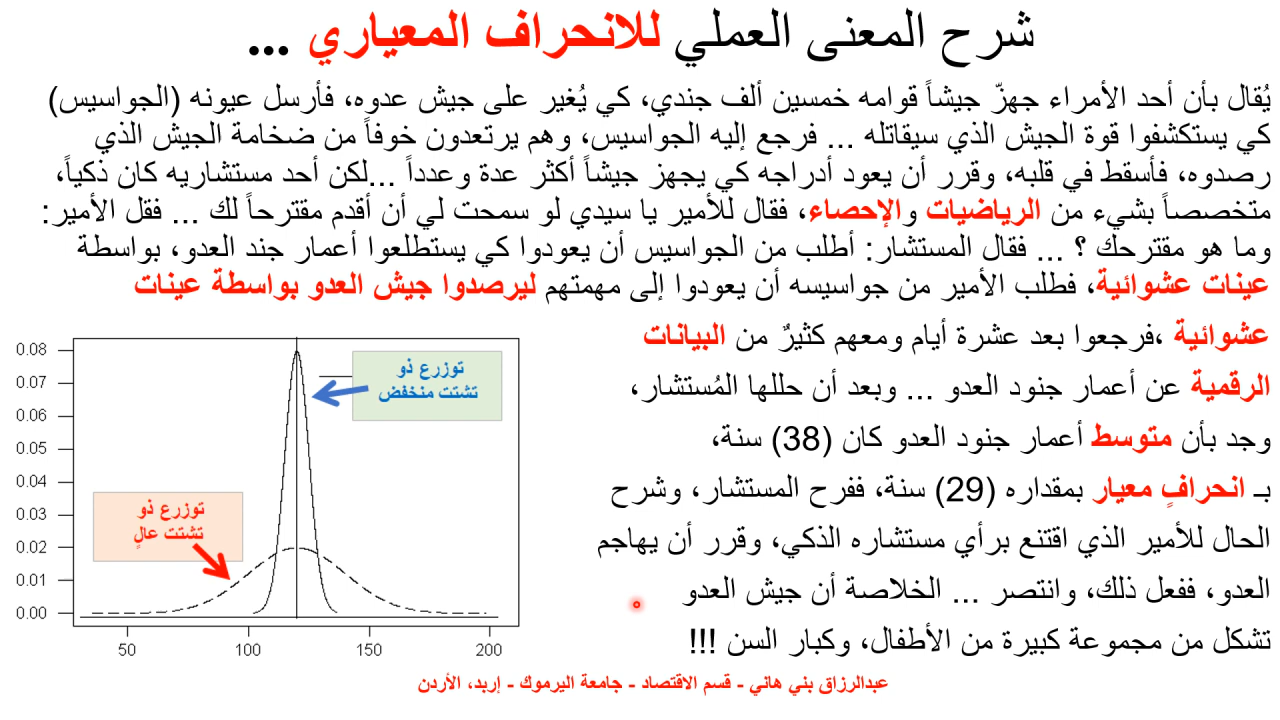 شرح المعنى العملي للانحراف المعياري ...
يُقال بأن أحد الأمراء جهزّ جيشاً قوامه خمسين ألف جندي، كي يُغير على جيش عدوه، فأرسل عيونه (الجواسيس)
كي يستكشفوا قوة الجيش الذي سيقاتله ... فرجع إليه الجواسيس، وهم يرتعدون خوفاً من ضخامة الجيش الذي
رصدوه، فأسقط في قلبه، وقرر أن يعود أدراجه كي يجهز جيشاً أكثر عدة وعدداً ...لكن أحد مستشاريه كان ذكياً،
متخصصاً بشيء من الرياضيات والإحصاء، فقال للأمير يا سيدي لو سمحت لي أن أقدم مقترحاً لك ... فقل الأمير:
وما هو مقترحك ؟ ... فقال المستشار: أطلب من الجواسيس أن يعودوا كي يستطلعوا أعمار جند العدو، بواسطة
عينات عشوائية، فطلب الأمير من جواسيسه أن يعودوا إلى مهمتهم ليرصدوا جيش العدو بواسطة عينات
عشوائية ،فرجعوا بعد عشرة أيام ومعهم كثيرٌ من البيانات
الرقمية عن أعمار جنود العدو ... وبعد أن حللها المُستشار،
وجد بأن متوسط أعمار جنود العدو كان (38) سنة،
بـ انحرافٍ معيار بمقداره (29) سنة، ففرح المستشار، وشرح
الحال للأمير الذي اقتنع برأي مستشاره الذكي، وقرر أن يهاجم
العدو، ففعل ذلك، وانتصر ... الخلاصة أن جيش العدو
تشكل من مجموعة كبيرة من الأطفال، وكبار السن !!!
0.08
0.07
0.06
0.05
0.04
0.03
0.02
0.01
0.00
توزرع ذو
تشتت منخفض
توزرع ذو
تشتت عالٍ
50
100
150
200
عبدالرزاق بني هاني - قسم الاقتصاد - جامعة اليرموك - إربد، الأردن